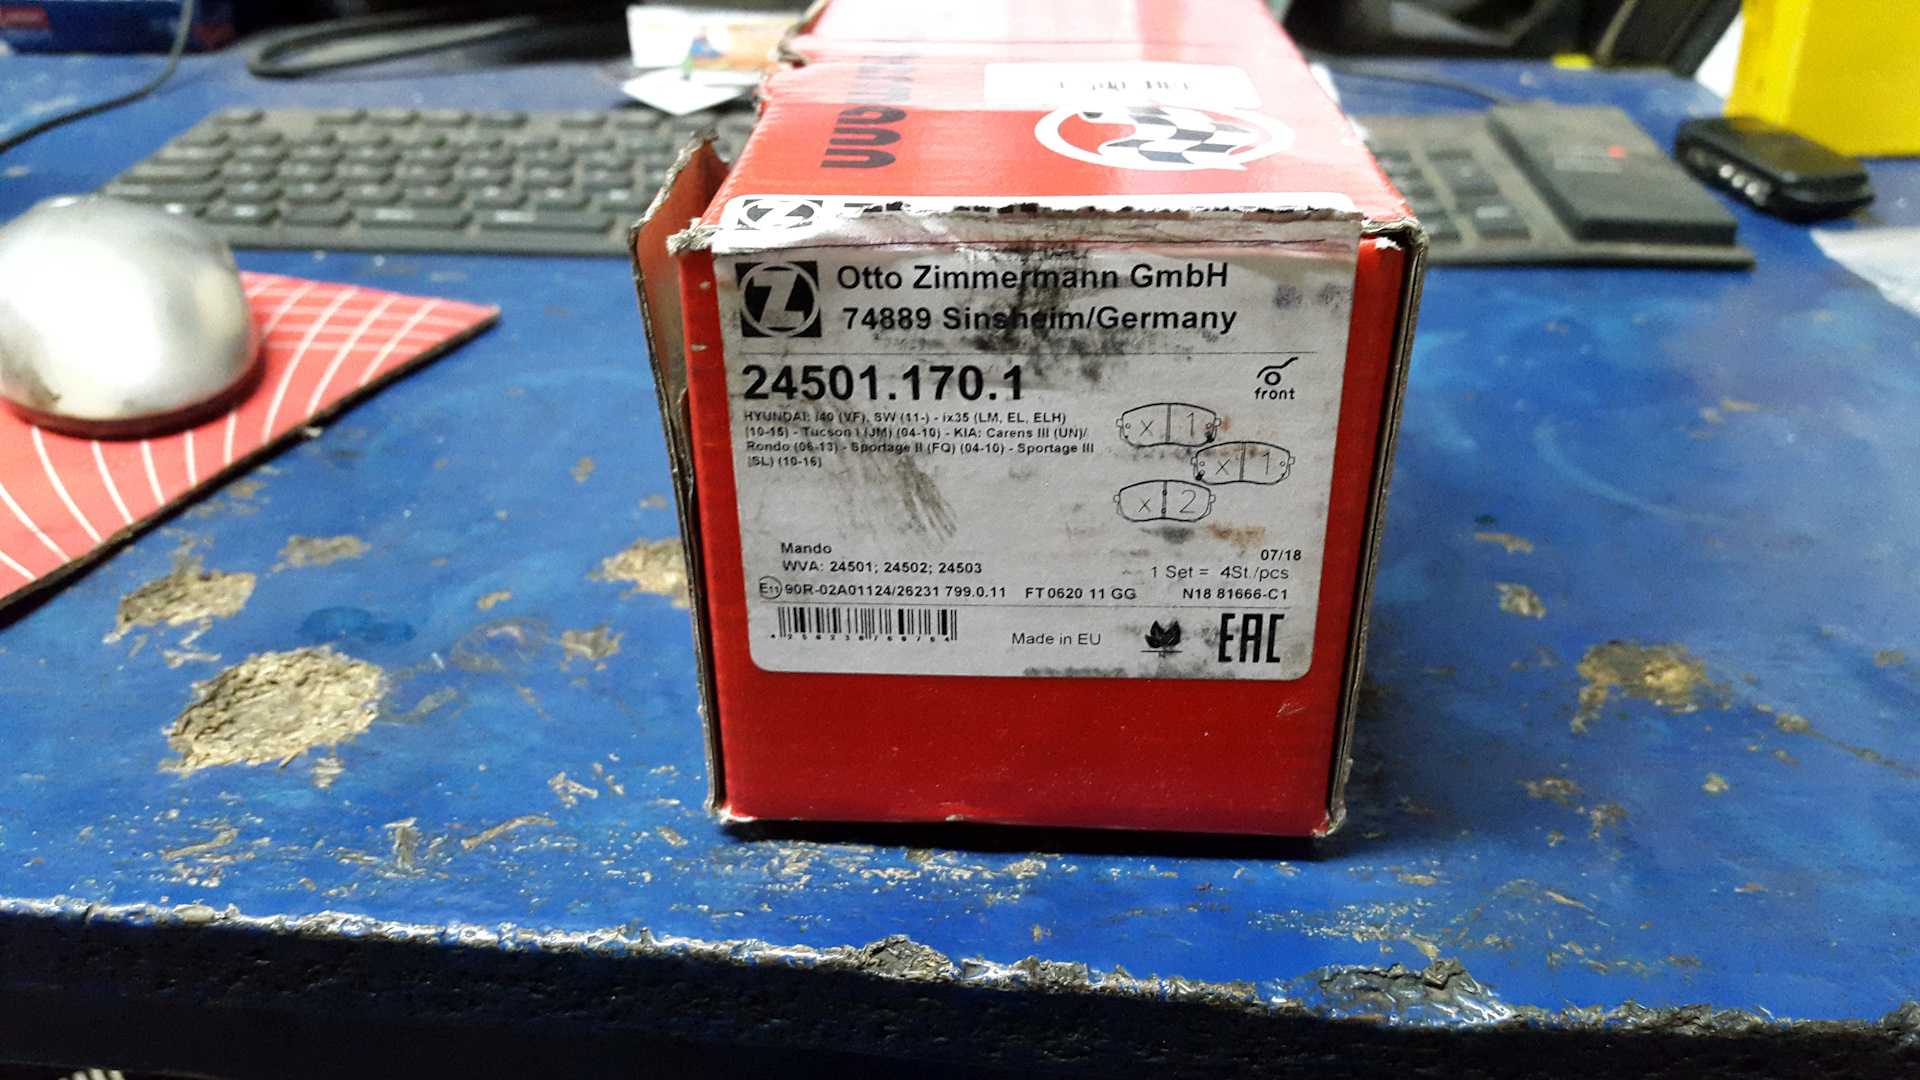 Otto Zimmermann GmbH
74889 Sinsheim/Germany
24501.170.1
front
HYUNDAI: i40 (VF), SW (11-) - ix35 (LM, EL, ELH)
(10-15) - Tucson I (JM) (04-10) - KIA: Carens III (UN)/
Rondo (06-13) - Sportage II (FQ) (04-10) - Sportage III
(SL) (10-16)
x 1
x 1
x 2
Mando
07/18
WVA: 24501; 24502; 24503
1 Set = 4St./pcs
E11 90R-02A01124/26231 799.0.11 FT 0620 11 GG N18 81666-C1
Made in EU
EAC